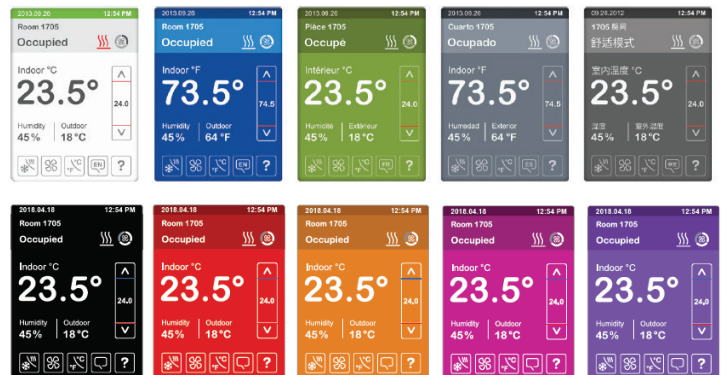 2013.09.26 12:54 PM
Room 1705
Occupied
Indoor °C
23.5°
24.0
Humidity Outdoor
45% 18°C
°F °C EN ?
2013.09.26 12:54 PM
Room 1705
Occupied
Indoor °F
73.5°
74.5
Humidity Outdoor
45% 64 °F
°F °C EN ?
2013.09.26 12:54 PM
Pièce 1705
Occupé
Intérieur °C
23.5°
24.0
Humicité Extérieur
45% 18°C
°F °C FR ?
2013.09.26 12:54 PM
Cuarto 1705
Ocupado
Indoor °F
73.5°
74.5
Humedad Exterior
45% 18°C
°F °C ES ?
09.26.2012 12:54 PM
1705 房间
舒适模式
室内温度 °C
23.5°
24.0
湿度 室外温度
45% 18°C
°F °C ?
2018.04.18 12:54 PM
Room 1705
Occupied
Indoor °C
23.5°
24.0
Humidity Outdoor
45% 18°C
°F °C ?
2018.04.18 12:54 PM
Room 1705
Occupied
Indoor °C
23.5°
24.0
Humidity Outdoor
45% 18°C
°F °C ?
2018.04.18 12:54 PM
Room 1705
Occupied
Indoor °C
23.5°
24.0
Humidity Outdoor
45% 18°C
°F °C ?
2018.04.18 12:54 PM
Room 1705
Occupied
Indoor °C
23.5°
24.0
Humidity Outdoor
45% 18°C
°F °C ?
2018.04.18 12:54 PM
Room 1705
Occupied
Indoor °C
23.5°
24.0
Humidity Outdoor
45% 18°C
°F °C ?